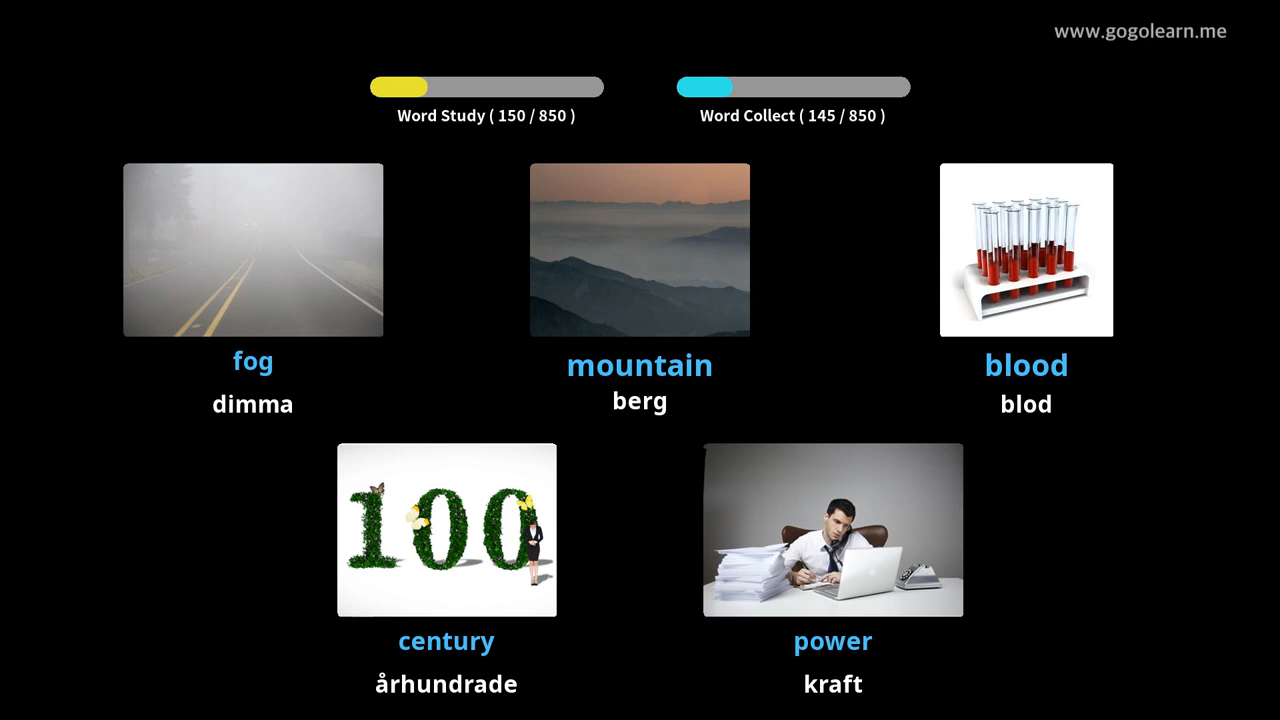 www.gogolearn.me
Word Study ( 150 / 850 )
Word Collect ( 145 / 850 )
fog
dimma
mountain
berg
blood
blod
100
century
århundrade
power
kraft